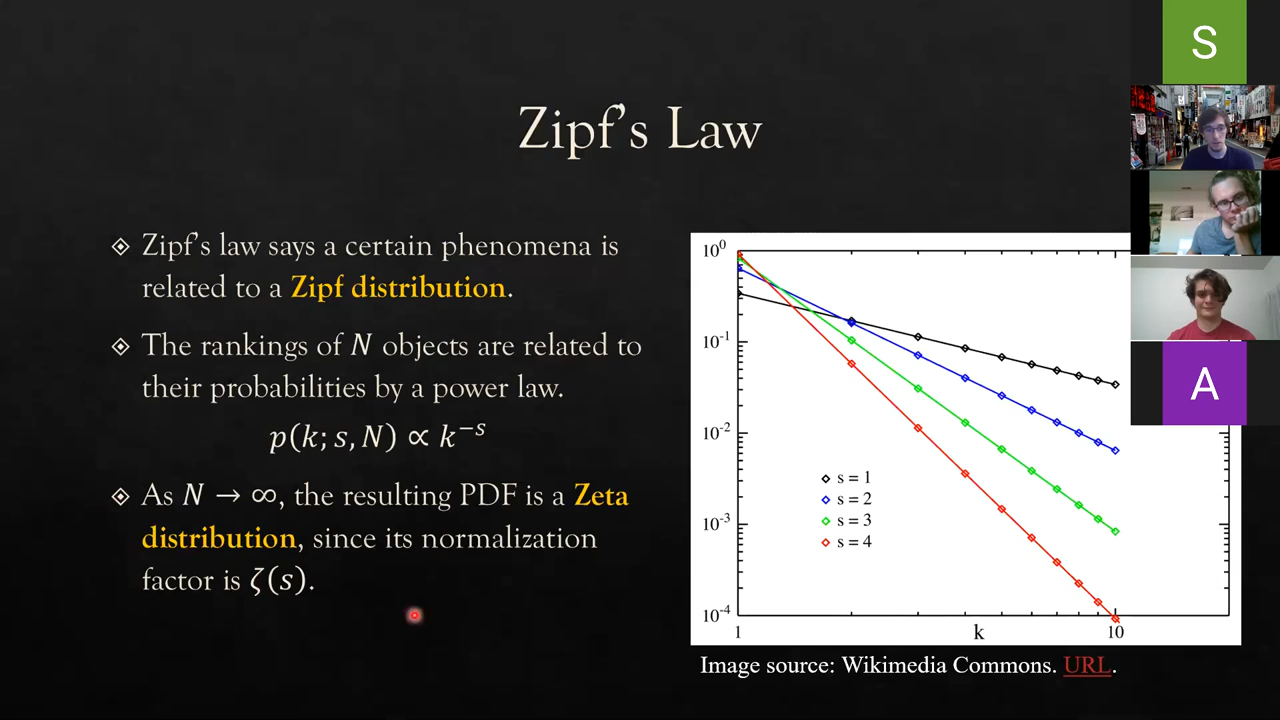 Zipf's Law
Zipf's law says a certain phenomena is
related to a Zipf distribution.
The rankings of N objects are related to
their probabilities by a power law.
p(k; s, N) ∝ k⁻ˢ
As N → ∞, the resulting PDF is a Zeta
distribution, since its normalization
factor is ζ(s).
10⁰
10⁻¹
10⁻²
10⁻³
10⁻⁴
s = 1
s = 2
s = 3
s = 4
1
k
10
Image source: Wikimedia Commons. URL.
S
A